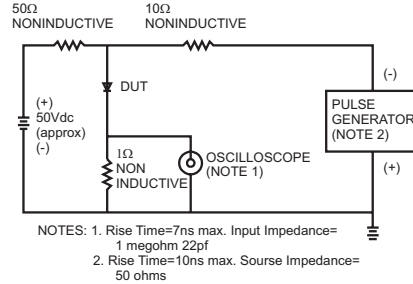 50Ω
NONINDUCTIVE
10Ω
NONINDUCTIVE
(+)
50Vdc
(approx)
(-)
DUT
1Ω
NON
INDUCTIVE
OSCILLOSCOPE
(NOTE 1)
(-)
PULSE
GENERATOR
(NOTE 2)
(+)
NOTES: 1. Rise Time=7ns max. Input Impedance=
1 megohm 22pf
2. Rise Time=10ns max. Sourse Impedance=
50 ohms